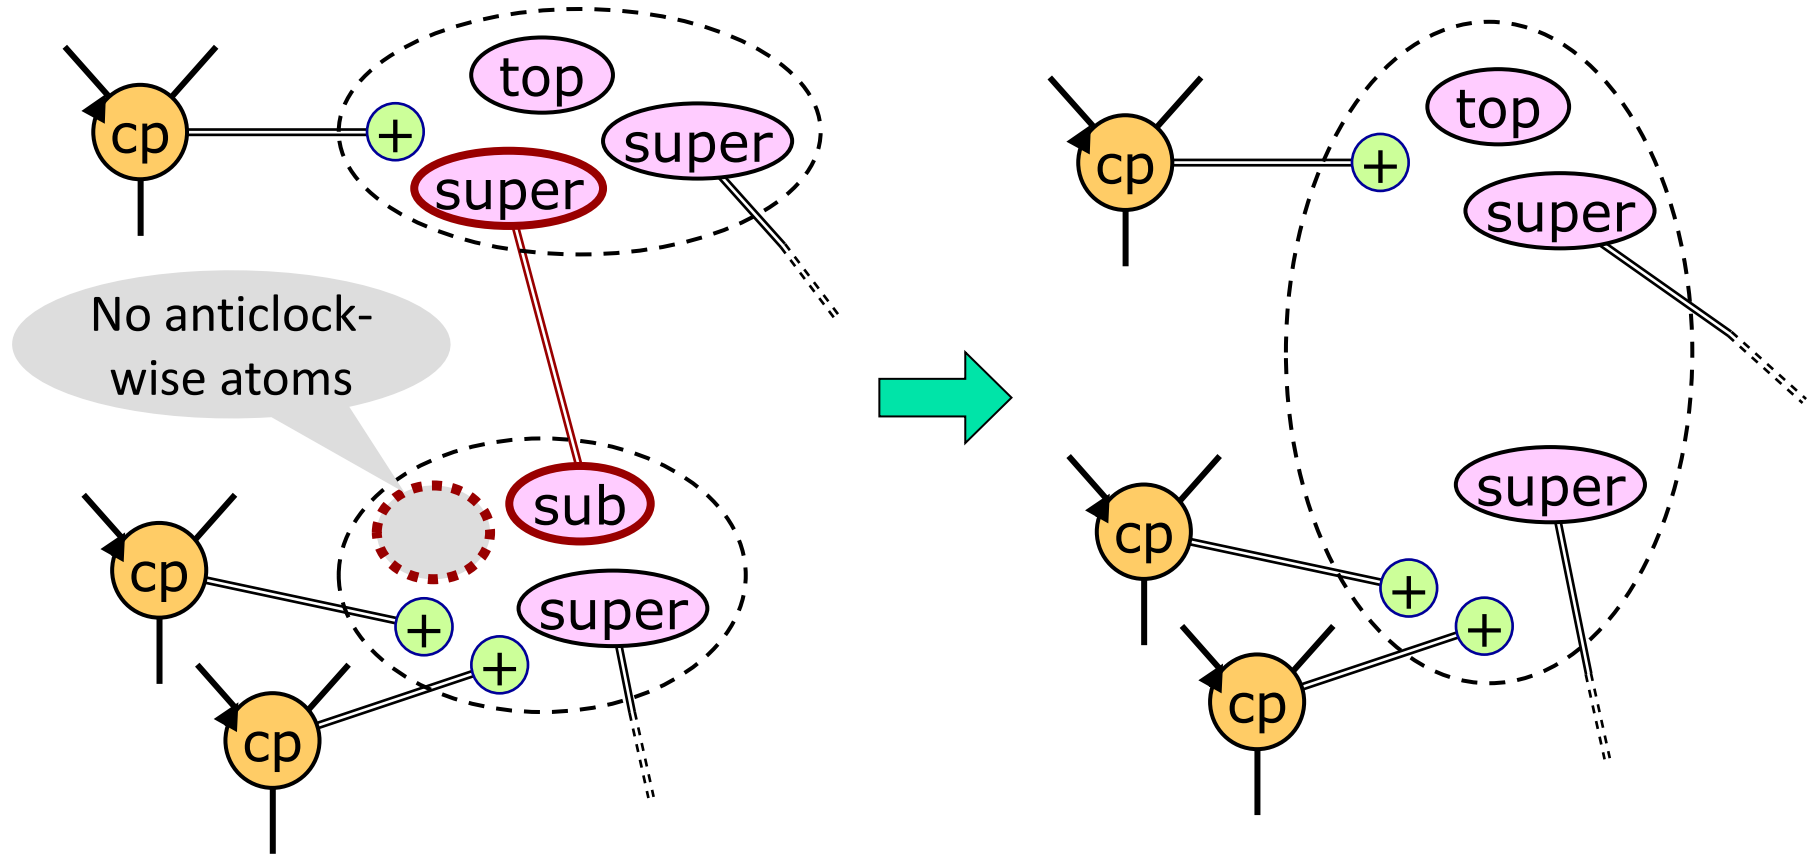 top
cp
+
super
super
No anticlock-
wise atoms
sub
cp
+
super
+
cp
top
cp
+
super
super
cp
+
+
cp